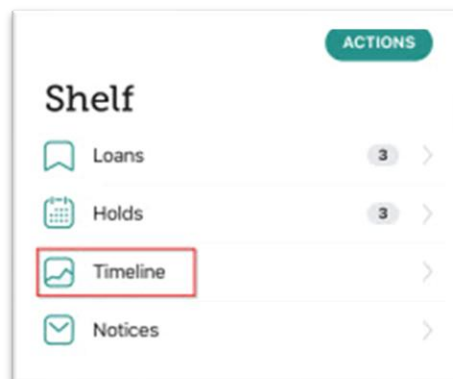 ACTIONS
Shelf
Loans 3
Holds 3
Timeline
Notices